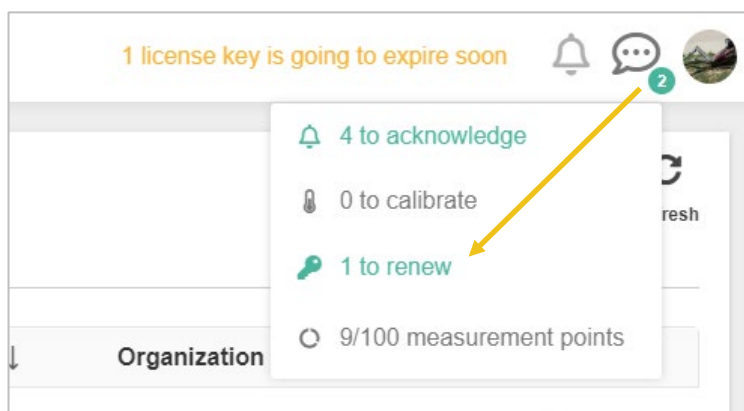 1 license key is going to expire soon
2
4 to acknowledge
0 to calibrate
resh
1 to renew
9/100 measurement points
Organization